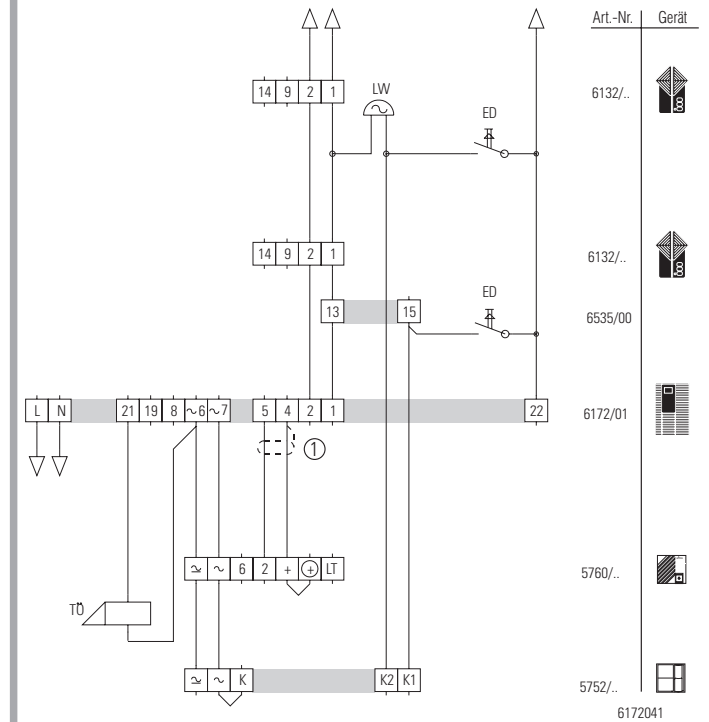 Art.-Nr. Gerät
14 9 2 1 6132/..
LW
ED
14 9 2 1 6132/..
ED
13 15 6535/00
L N 21 19 8 ~6 ~7 5 4 2 1 22 6172/01
1
≃ ~ 6 2 + + LT 5760/..
TÖ
≃ ~ K K2 K1 5752/..
6172041